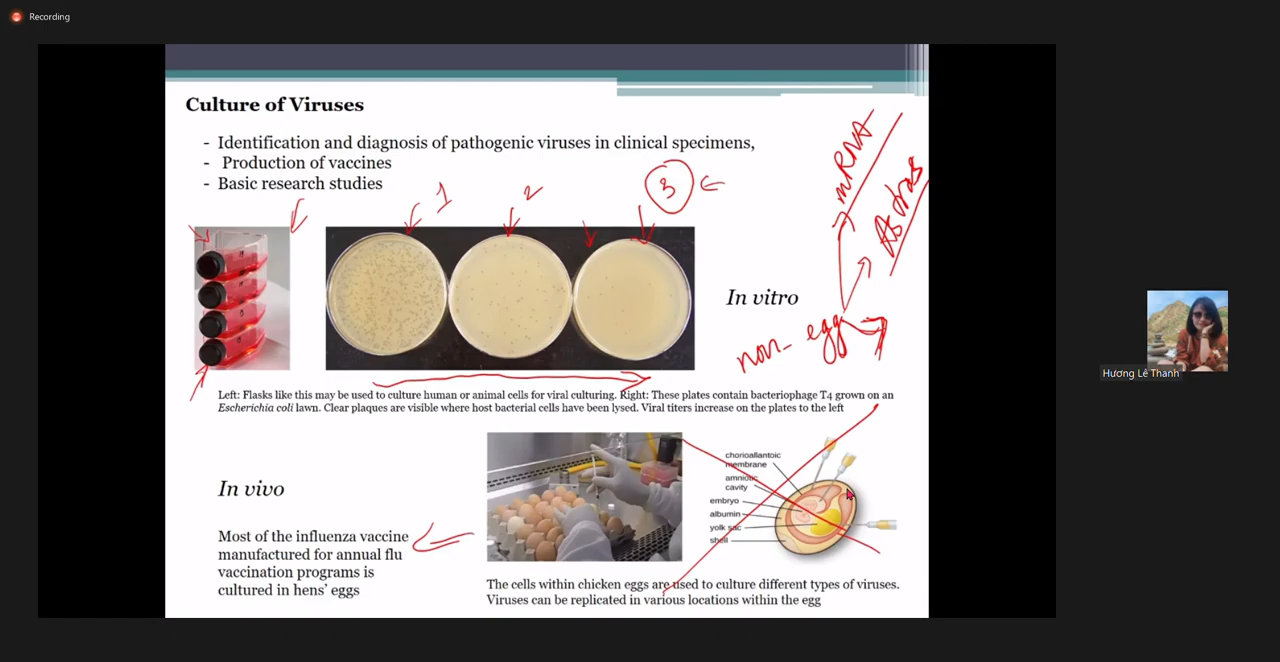 Recording
Culture of Viruses
- Identification and diagnosis of pathogenic viruses in clinical specimens,
- Production of vaccines
- Basic research studies
1
2
3
mRNA
In vitro
non-egg
Left: Flasks like this may be used to culture human or animal cells for viral culturing. Right: These plates contain bacteriophage T4 grown on an
Escherichia coli lawn. Clear plaques are visible where host bacterial cells have been lysed. Viral titers increase on the plates to the left
Hương Lê Thanh
In vivo
Most of the influenza vaccine
manufactured for annual flu
vaccination programs is
cultured in hens' eggs
chorioallantoic
membrane
amniotic
cavity
embryo
albumin
yolk sac
shell
The cells within chicken eggs are used to culture different types of viruses.
Viruses can be replicated in various locations within the egg